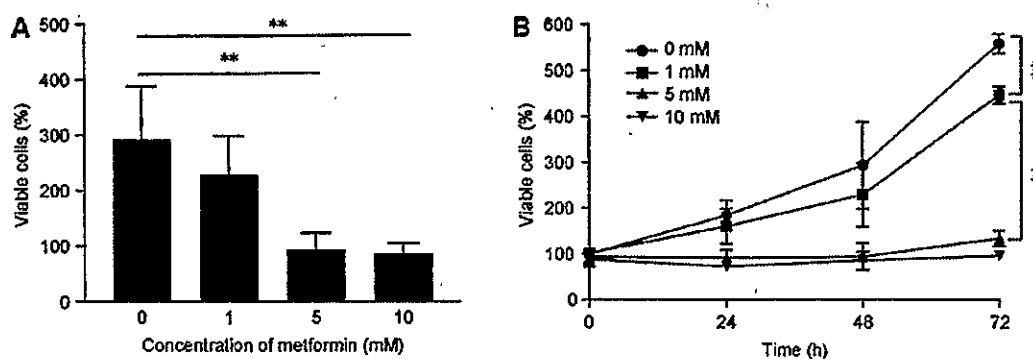 A
Viable cells (%)
500
400
300
200
100
0
**
**
0 1 5 10
Concentration of metformin (mM)
B
Viable cells (%)
600
500
400
300
200
100
0
0 mM
1 mM
5 mM
10 mM
0 24 48 72
Time (h)